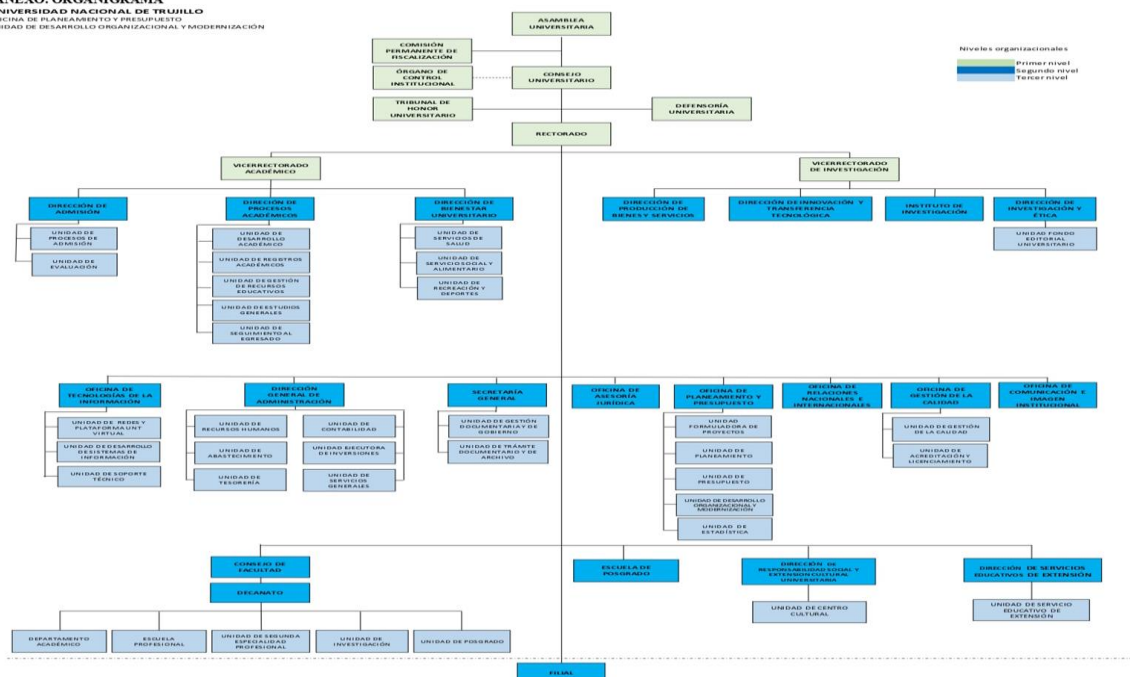 ANEXO: ORGANIGRAMA
UNIVERSIDAD NACIONAL DE TRUJILLO
OFICINA DE PLANEAMIENTO Y PRESUPUESTO
UNIDAD DE DESARROLLO ORGANIZACIONAL Y MODERNIZACIÓN
ASAMBLEA
UNIVERSITARIA
COMISIÓN
PERMANENTE DE
FISCALIZACIÓN
Niveles organizacionales
Primer nivel
Segundo nivel
Tercer nivel
ÓRGANO DE
CONTROL
INSTITUCIONAL
CONSEJO
UNIVERSITARIO
TRIBUNAL DE
HONOR
UNIVERSITARIO
DEFENSORÍA
UNIVERSITARIA
RECTORADO
VICERRECTORADO
ACADÉMICO
VICERRECTORADO
DE INVESTIGACIÓN
DIRECCIÓN DE
ADMISIÓN
DIRECIÓN DE
PROCESOS
ACADÉMICOS
DIRECCIÓN DE
BIENESTAR
UNIVERSITARIO
DIRECCIÓN DE
PRODUCCIÓN DE
BIENES Y SERVICIOS
DIRECCIÓN DE INNOVACIÓN Y
TRANSFERENCIA
TECNOLÓGICA
INSTITUTO DE
INVESTIGACIÓN
DIRECCIÓN DE
INVESTIGACIÓN Y
ÉTICA
UNIDAD DE
PROCESOS DE
ADMISIÓN
UNIDAD DE
EVALUACIÓN
UNIDAD DE
DESARROLLO
ACADÉMICO
UNIDAD DE REGISTROS
ACADÉMICOS
UNIDAD DE GESTIÓN
DE RECURSOS
EDUCATIVOS
UNIDAD DE ESTUDIOS
GENERALES
UNIDAD DE
SEGUIMIENTO AL
EGRESADO
UNIDAD DE
SERVICIOS DE
SALUD
UNIDAD DE
SERVICIO SOCIAL Y
ALIMENTARIO
UNIDAD DE
RECREACIÓN Y
DEPORTES
UNIDAD FONDO
EDITORIAL
UNIVERSITARIO
OFICINA DE
TECNOLOGÍAS DE LA
INFORMACIÓN
DIRECCIÓN
GENERAL DE
ADMINISTRACIÓN
SECRETARÍA
GENERAL
OFICINA DE
ASESORÍA
JURÍDICA
OFICINA DE
PLANEAMIENTO Y
PRESUPUESTO
OFICINA DE
RELACIONES
NACIONALES E
INTERNACIONALES
OFICINA DE
GESTIÓN DE LA
CALIDAD
OFICINA DE
COMUNICACIÓN E
IMAGEN
INSTITUCIONAL
UNIDAD DE REDES Y
PLATAFORMA UNT
VIRTUAL
UNIDAD DE DESARROLLO
DE SISTEMAS DE
INFORMACIÓN
UNIDAD DE SOPORTE
TÉCNICO
UNIDAD DE
RECURSOS HUMANOS
UNIDAD DE
ABASTECIMIENTO
UNIDAD DE
TESORERÍA
UNIDAD DE
CONTABILIDAD
UNIDAD EJECUTORA
DE INVERSIONES
UNIDAD DE
SERVICIOS
GENERALES
UNIDAD DE GESTIÓN
DOCUMENTARIA Y DE
GOBIERNO
UNIDAD DE TRÁMITE
DOCUMENTARIO Y DE
ARCHIVO
UNIDAD
FORMULADORA DE
PROYECTOS
UNIDAD DE
PLANEAMIENTO
UNIDAD DE
PRESUPUESTO
UNIDAD DE DESARROLLO
ORGANIZACIONAL Y
MODERNIZACIÓN
UNIDAD DE
ESTADÍSTICA
UNIDAD DE GESTIÓN
DE LA CALIDAD
UNIDAD DE
ACREDITACIÓN Y
LICENCIAMIENTO
CONSEJO DE
FACULTAD
DECANATO
ESCUELA DE
POSGRADO
DIRECCIÓN DE
RESPONSABILIDAD SOCIAL Y
EXTENSION CULTURAL
UNIVERSITARIA
DIRECCIÓN DE SERVICIOS
EDUCATIVOS DE EXTENSIÓN
UNIDAD DE CENTRO
CULTURAL
UNIDAD DE SERVICIO
EDUCATIVO DE
EXTENSIÓN
DEPARTAMENTO
ACADÉMICO
ESCUELA
PROFESIONAL
UNIDAD DE SEGUNDA
ESPECIALIDAD
PROFESIONAL
UNIDAD DE
INVESTIGACIÓN
UNIDAD DE POSGRADO
FILIAL